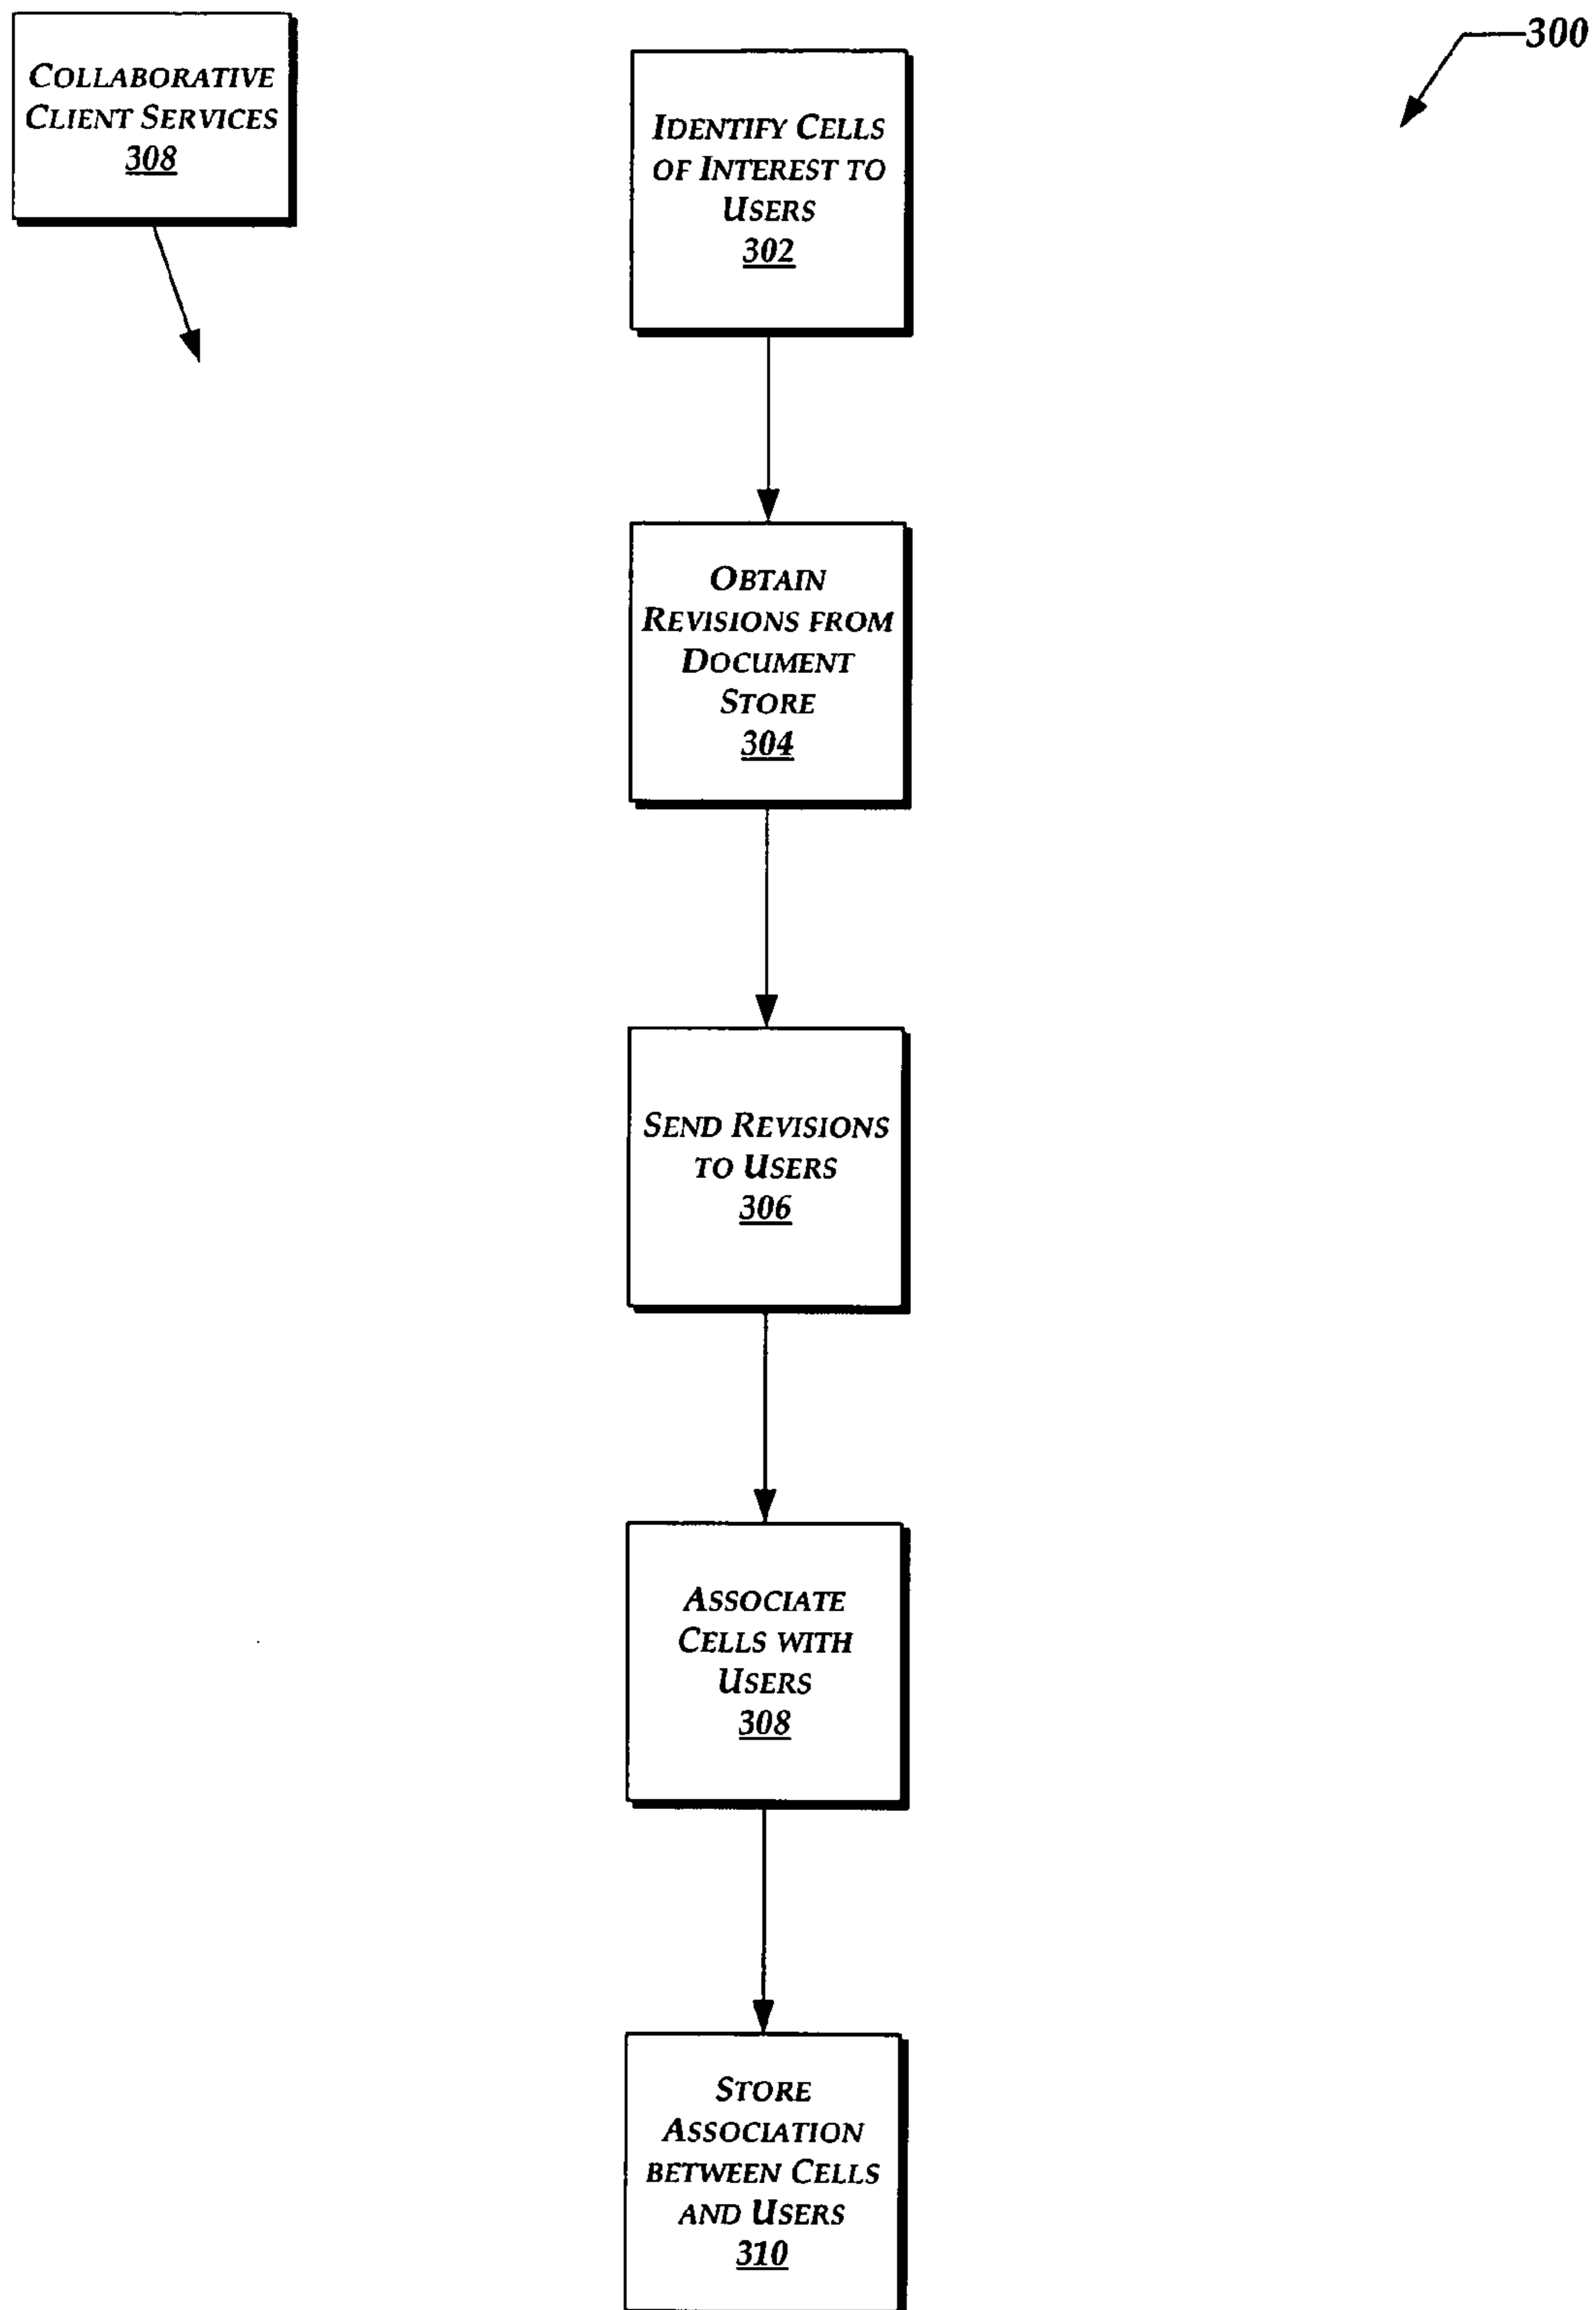 COLLABORATIVE
CLIENT SERVICES
308
300
IDENTIFY CELLS
OF INTEREST TO
USERS
302
OBTAIN
REVISIONS FROM
DOCUMENT
STORE
304
SEND REVISIONS
TO USERS
306
ASSOCIATE
CELLS WITH
USERS
308
STORE
ASSOCIATION
BETWEEN CELLS
AND USERS
310